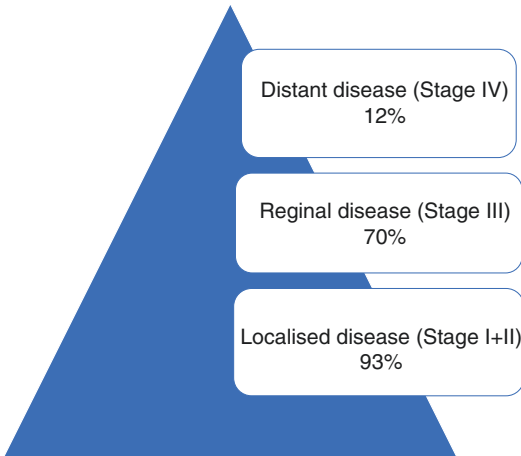 Distant disease (Stage IV)
12%
Reginal disease (Stage III)
70%
Localised disease (Stage I+II)
93%